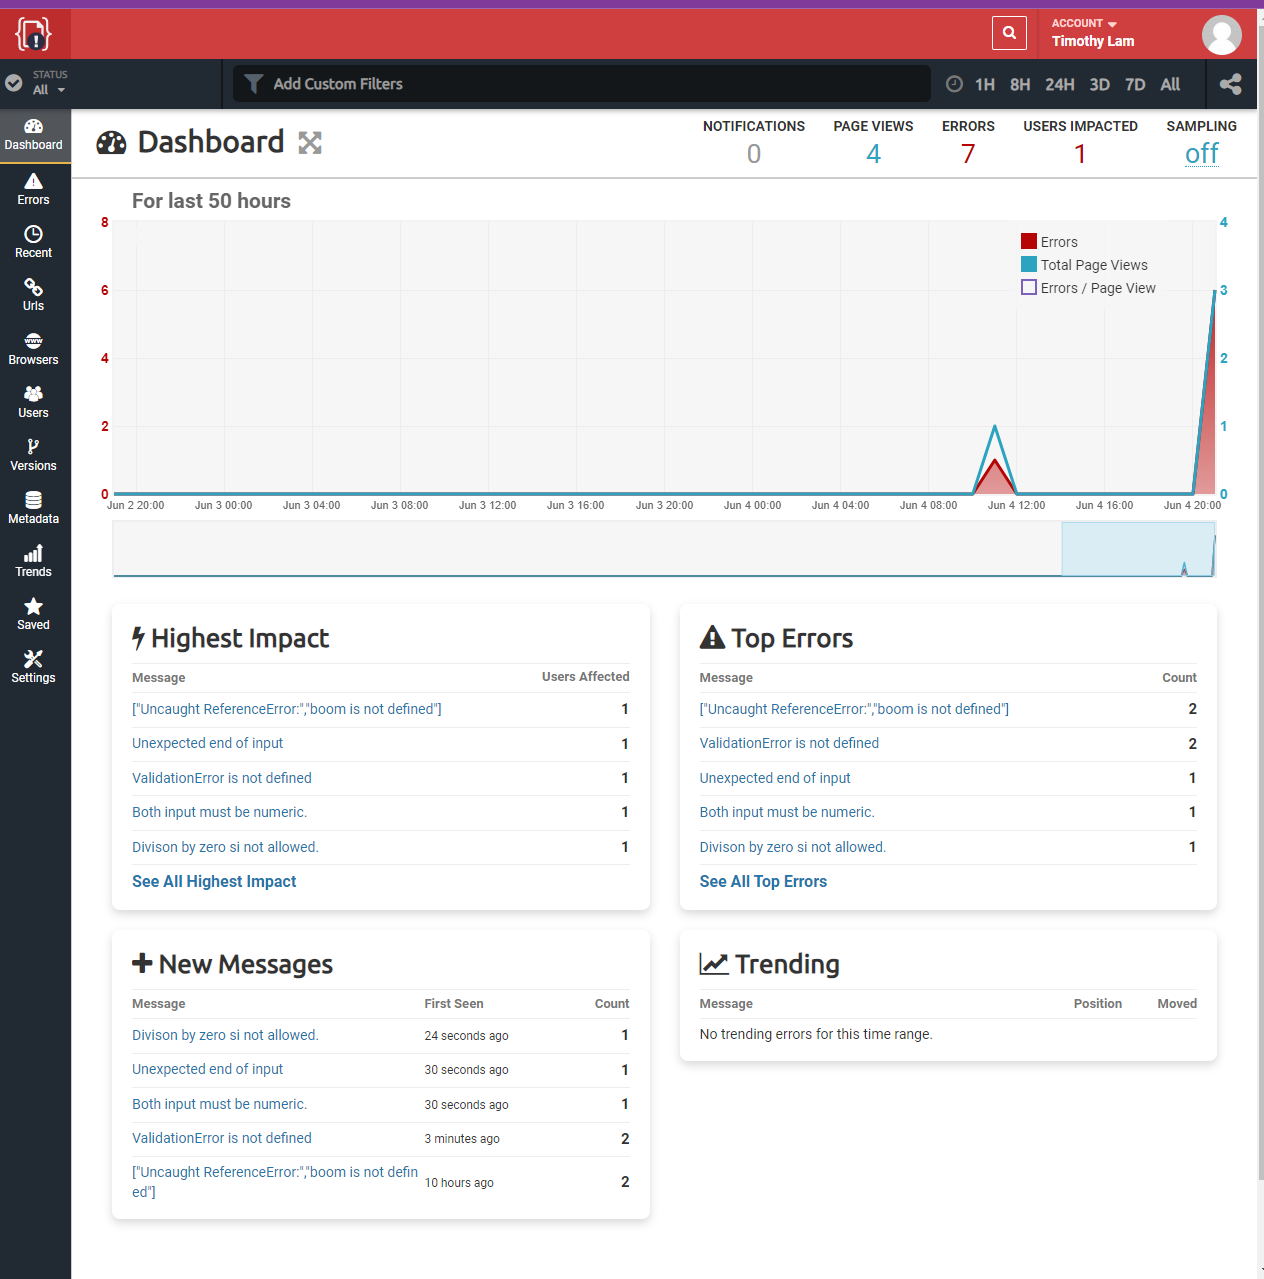 ACCOUNT
Timothy Lam
STATUS
All
Add Custom Filters
1H 8H 24H 3D 7D All
Dashboard
Errors
Recent
Urls
www
Browsers
Users
Versions
Metadata
Trends
Saved
Settings
Dashboard
NOTIFICATIONS PAGE VIEWS ERRORS USERS IMPACTED SAMPLING
0 4 7 1 off
For last 50 hours
8 4
Errors
Total Page Views
Errors / Page View
6 3
4 2
2 1
0 0
Jun 2 20:00 Jun 3 00:00 Jun 3 04:00 Jun 3 08:00 Jun 3 12:00 Jun 3 16:00 Jun 3 20:00 Jun 4 00:00 Jun 4 04:00 Jun 4 08:00 Jun 4 12:00 Jun 4 16:00 Jun 4 20:00
Highest Impact
Message Users Affected
["Uncaught ReferenceError:","boom is not defined"] 1
Unexpected end of input 1
ValidationError is not defined 1
Both input must be numeric. 1
Divison by zero si not allowed. 1
See All Highest Impact
Top Errors
Message Count
["Uncaught ReferenceError:","boom is not defined"] 2
ValidationError is not defined 2
Unexpected end of input 1
Both input must be numeric. 1
Divison by zero si not allowed. 1
See All Top Errors
New Messages
Message First Seen Count
Divison by zero si not allowed. 24 seconds ago 1
Unexpected end of input 30 seconds ago 1
Both input must be numeric. 30 seconds ago 1
ValidationError is not defined 3 minutes ago 2
["Uncaught ReferenceError:","boom is not defin
ed"] 10 hours ago 2
Trending
Message Position Moved
No trending errors for this time range.